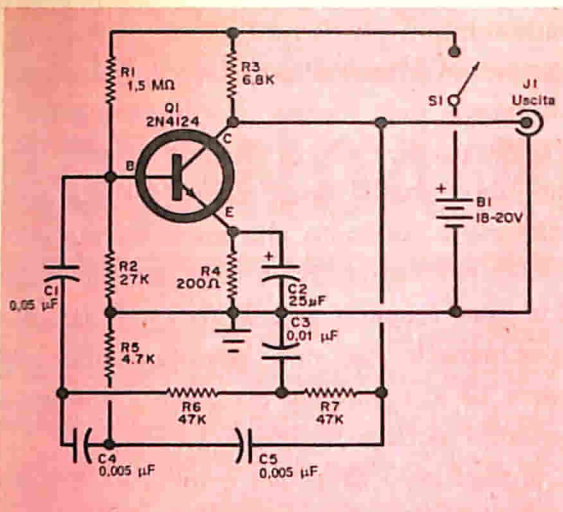 R1
1,5 MΩ
R3
6.8K
Q1
2N4124
J1
Uscita
S1
C
B
E
+
B1
18-20V
R2
27K
R4
200Ω
+
C2
25µF
C1
0,05 µF
C3
0,01 µF
R5
4.7K
R6
47K
R7
47K
C4
0,005 µF
C5
0,005 µF